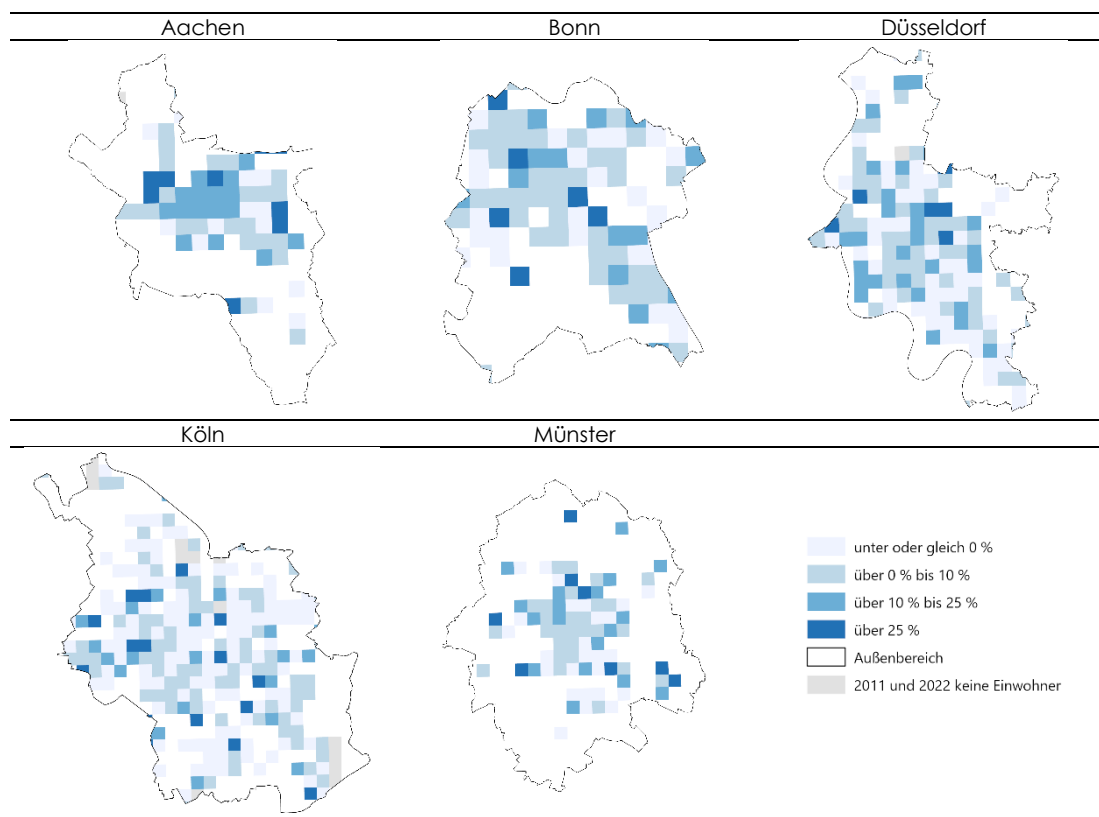 Aachen
Bonn
Düsseldorf
Köln
Münster
unter oder gleich 0 %
über 0 % bis 10 %
über 10 % bis 25 %
über 25 %
Außenbereich
2011 und 2022 keine Einwohner